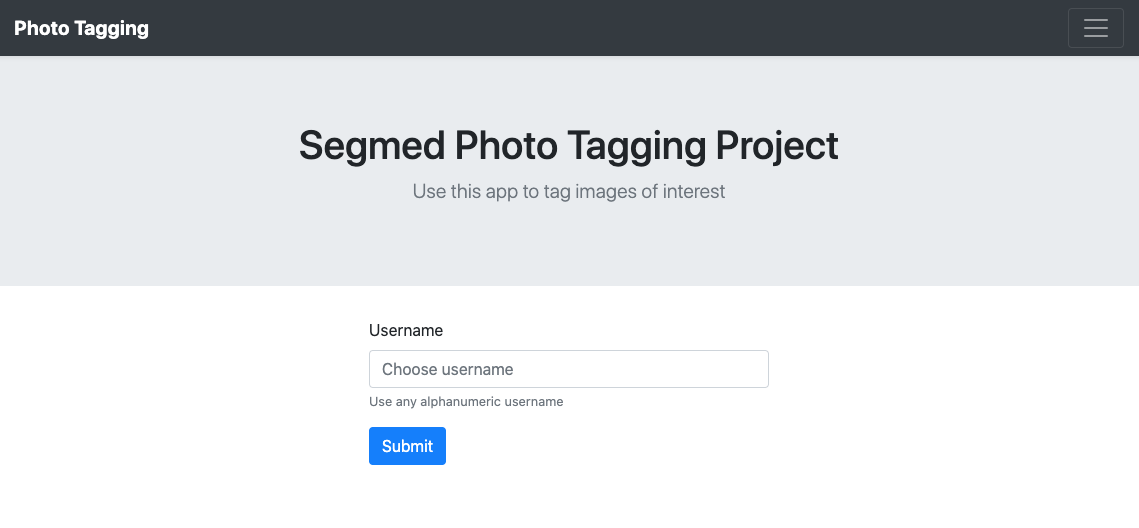 Photo Tagging
Segmed Photo Tagging Project
Use this app to tag images of interest
Username
Choose username
Use any alphanumeric username
Submit